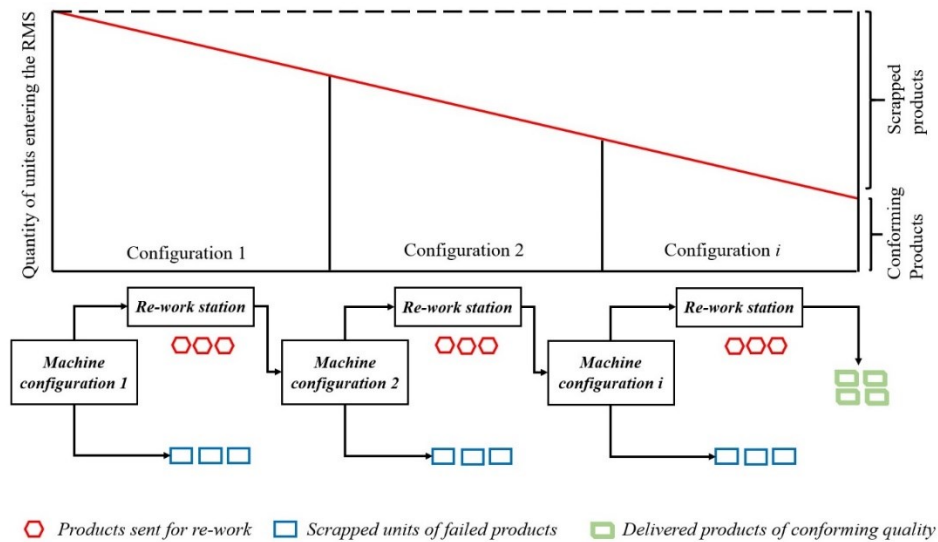 Quantity of units entering the RMS
Scrapped
products
Conforming
Products
Configuration 1
Configuration 2
Configuration i
Re-work station
Re-work station
Re-work station
Machine
configuration 1
Machine
configuration 2
Machine
configuration i
Products sent for re-work
Scrapped units of failed products
Delivered products of conforming quality